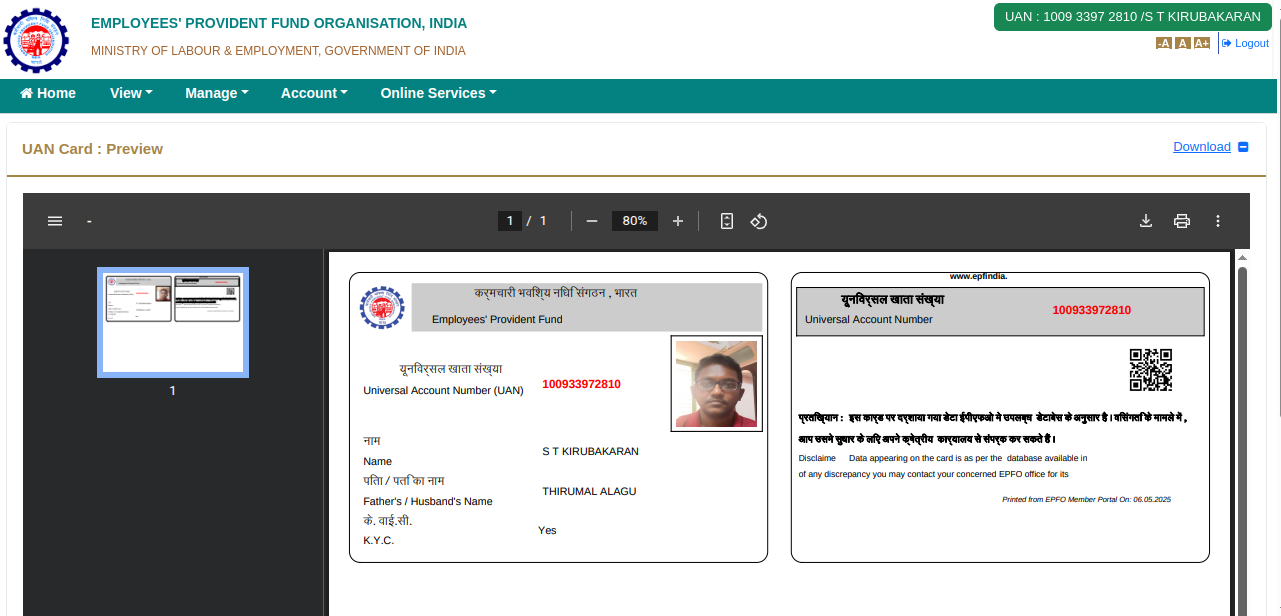 EMPLOYEES' PROVIDENT FUND ORGANISATION, INDIA
MINISTRY OF LABOUR & EMPLOYMENT, GOVERNMENT OF INDIA
UAN : 1009 3397 2810 /S T KIRUBAKARAN
-A A A+ Logout
Home View Manage Account Online Services
UAN Card : Preview
Download
- 1 / 1 80%
1
कर्मचारी भविष्य नधि संगठन , भारत
Employees' Provident Fund
यूनविर्सल खाता संख्या
Universal Account Number (UAN)
100933972810
नाम
Name
S T KIRUBAKARAN
पतिा / पति का नाम
Father's / Husband's Name
THIRUMAL ALAGU
के. वाई.सी.
K.Y.C.
Yes
www.epfindia.
यूनविर्सल खाता संख्या
Universal Account Number
100933972810
प्रतख्यिान : इस कार्ड पर दर्शाया गया डेटा ईपीएफओ मे उपलब्ध डेटाबेस के अनुसार है । वसिंगति के मामले में ,
आप उसमे सुधार के लिए अपने क्षेत्रीय कार्यालय से संपर्क कर सकते हैं ।
Disclaime Data appearing on the card is as per the database available in
of any discrepancy you may contact your concerned EPFO office for its
Printed from EPFO Member Portal On: 06.05.2025